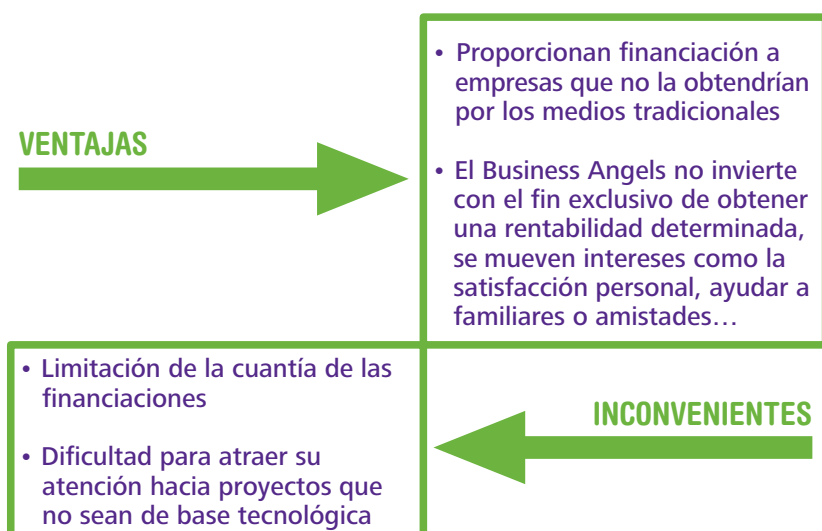 VENTAJAS
• Proporcionan financiación a
empresas que no la obtendrían
por los medios tradicionales
• El Business Angels no invierte
con el fin exclusivo de obtener
una rentabilidad determinada,
se mueven intereses como la
satisfacción personal, ayudar a
familiares o amistades…
• Limitación de la cuantía de las
financiaciones
• Dificultad para atraer su
atención hacia proyectos que
no sean de base tecnológica
INCONVENIENTES